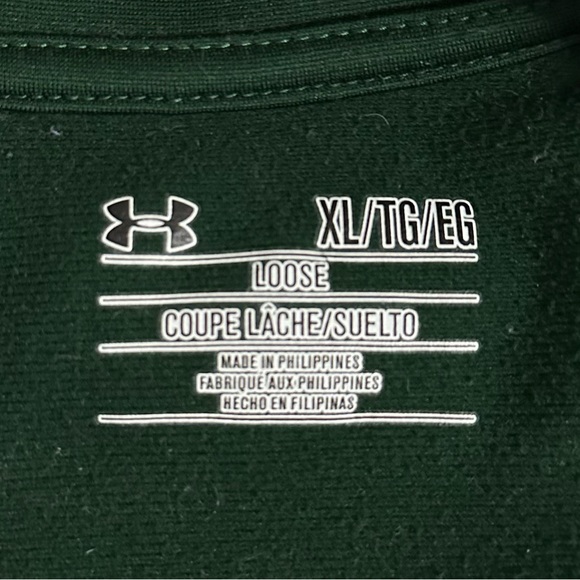 XL/TG/EG
LOOSE
COUPE LÂCHE/SUELTO
MADE IN PHILIPPINES
FABRIQUÉ AUX PHILIPPINES
HECHO EN FILIPINAS